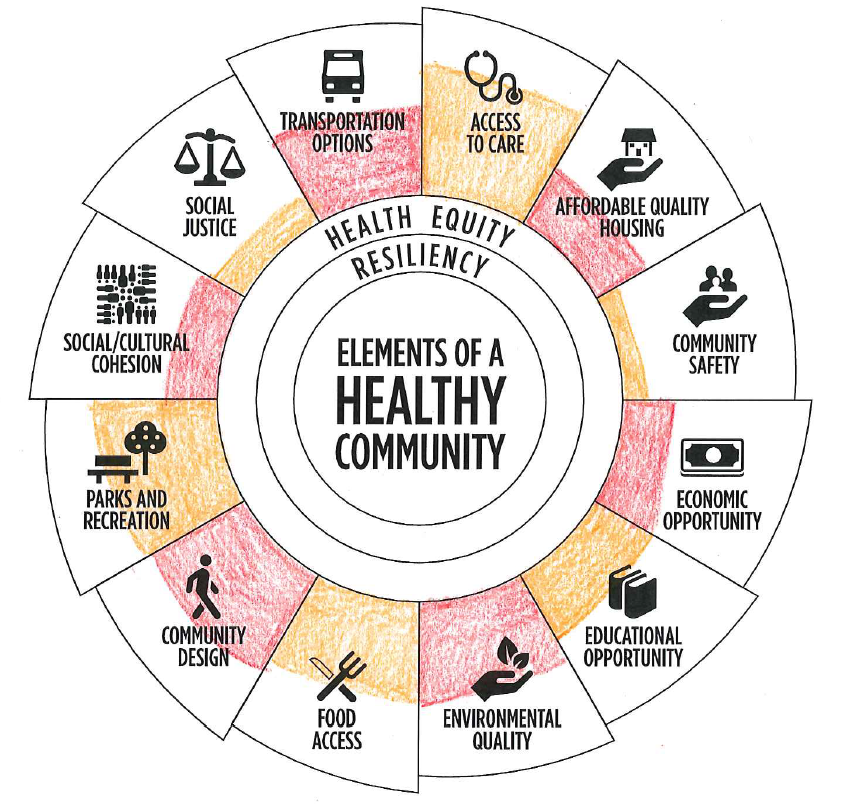 TRANSPORTATION
OPTIONS
ACCESS
TO CARE
AFFORDABLE QUALITY
HOUSING
COMMUNITY
SAFETY
ECONOMIC
OPPORTUNITY
EDUCATIONAL
OPPORTUNITY
ENVIRONMENTAL
QUALITY
FOOD
ACCESS
COMMUNITY
DESIGN
PARKS AND
RECREATION
SOCIAL/CULTURAL
COHESION
SOCIAL
JUSTICE
HEALTH EQUITY
RESILIENCY
ELEMENTS OF A
HEALTHY
COMMUNITY